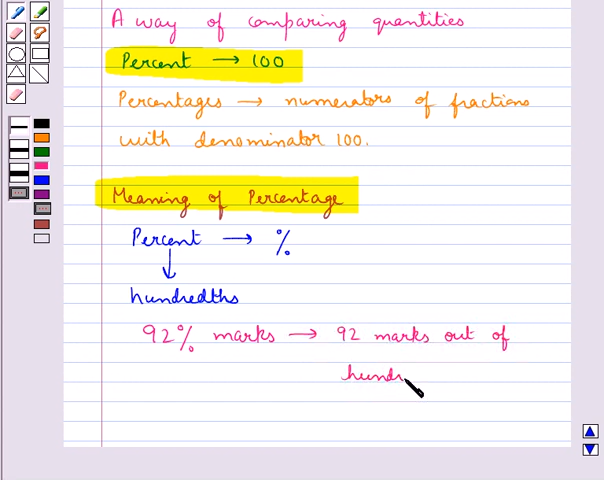 A way of comparing quantities
Percent → 100
Percentages → numerators of fractions
with denominator 100.
Meaning of Percentage
Percent → %
↓
hundredths
92% marks → 92 marks out of
hundr